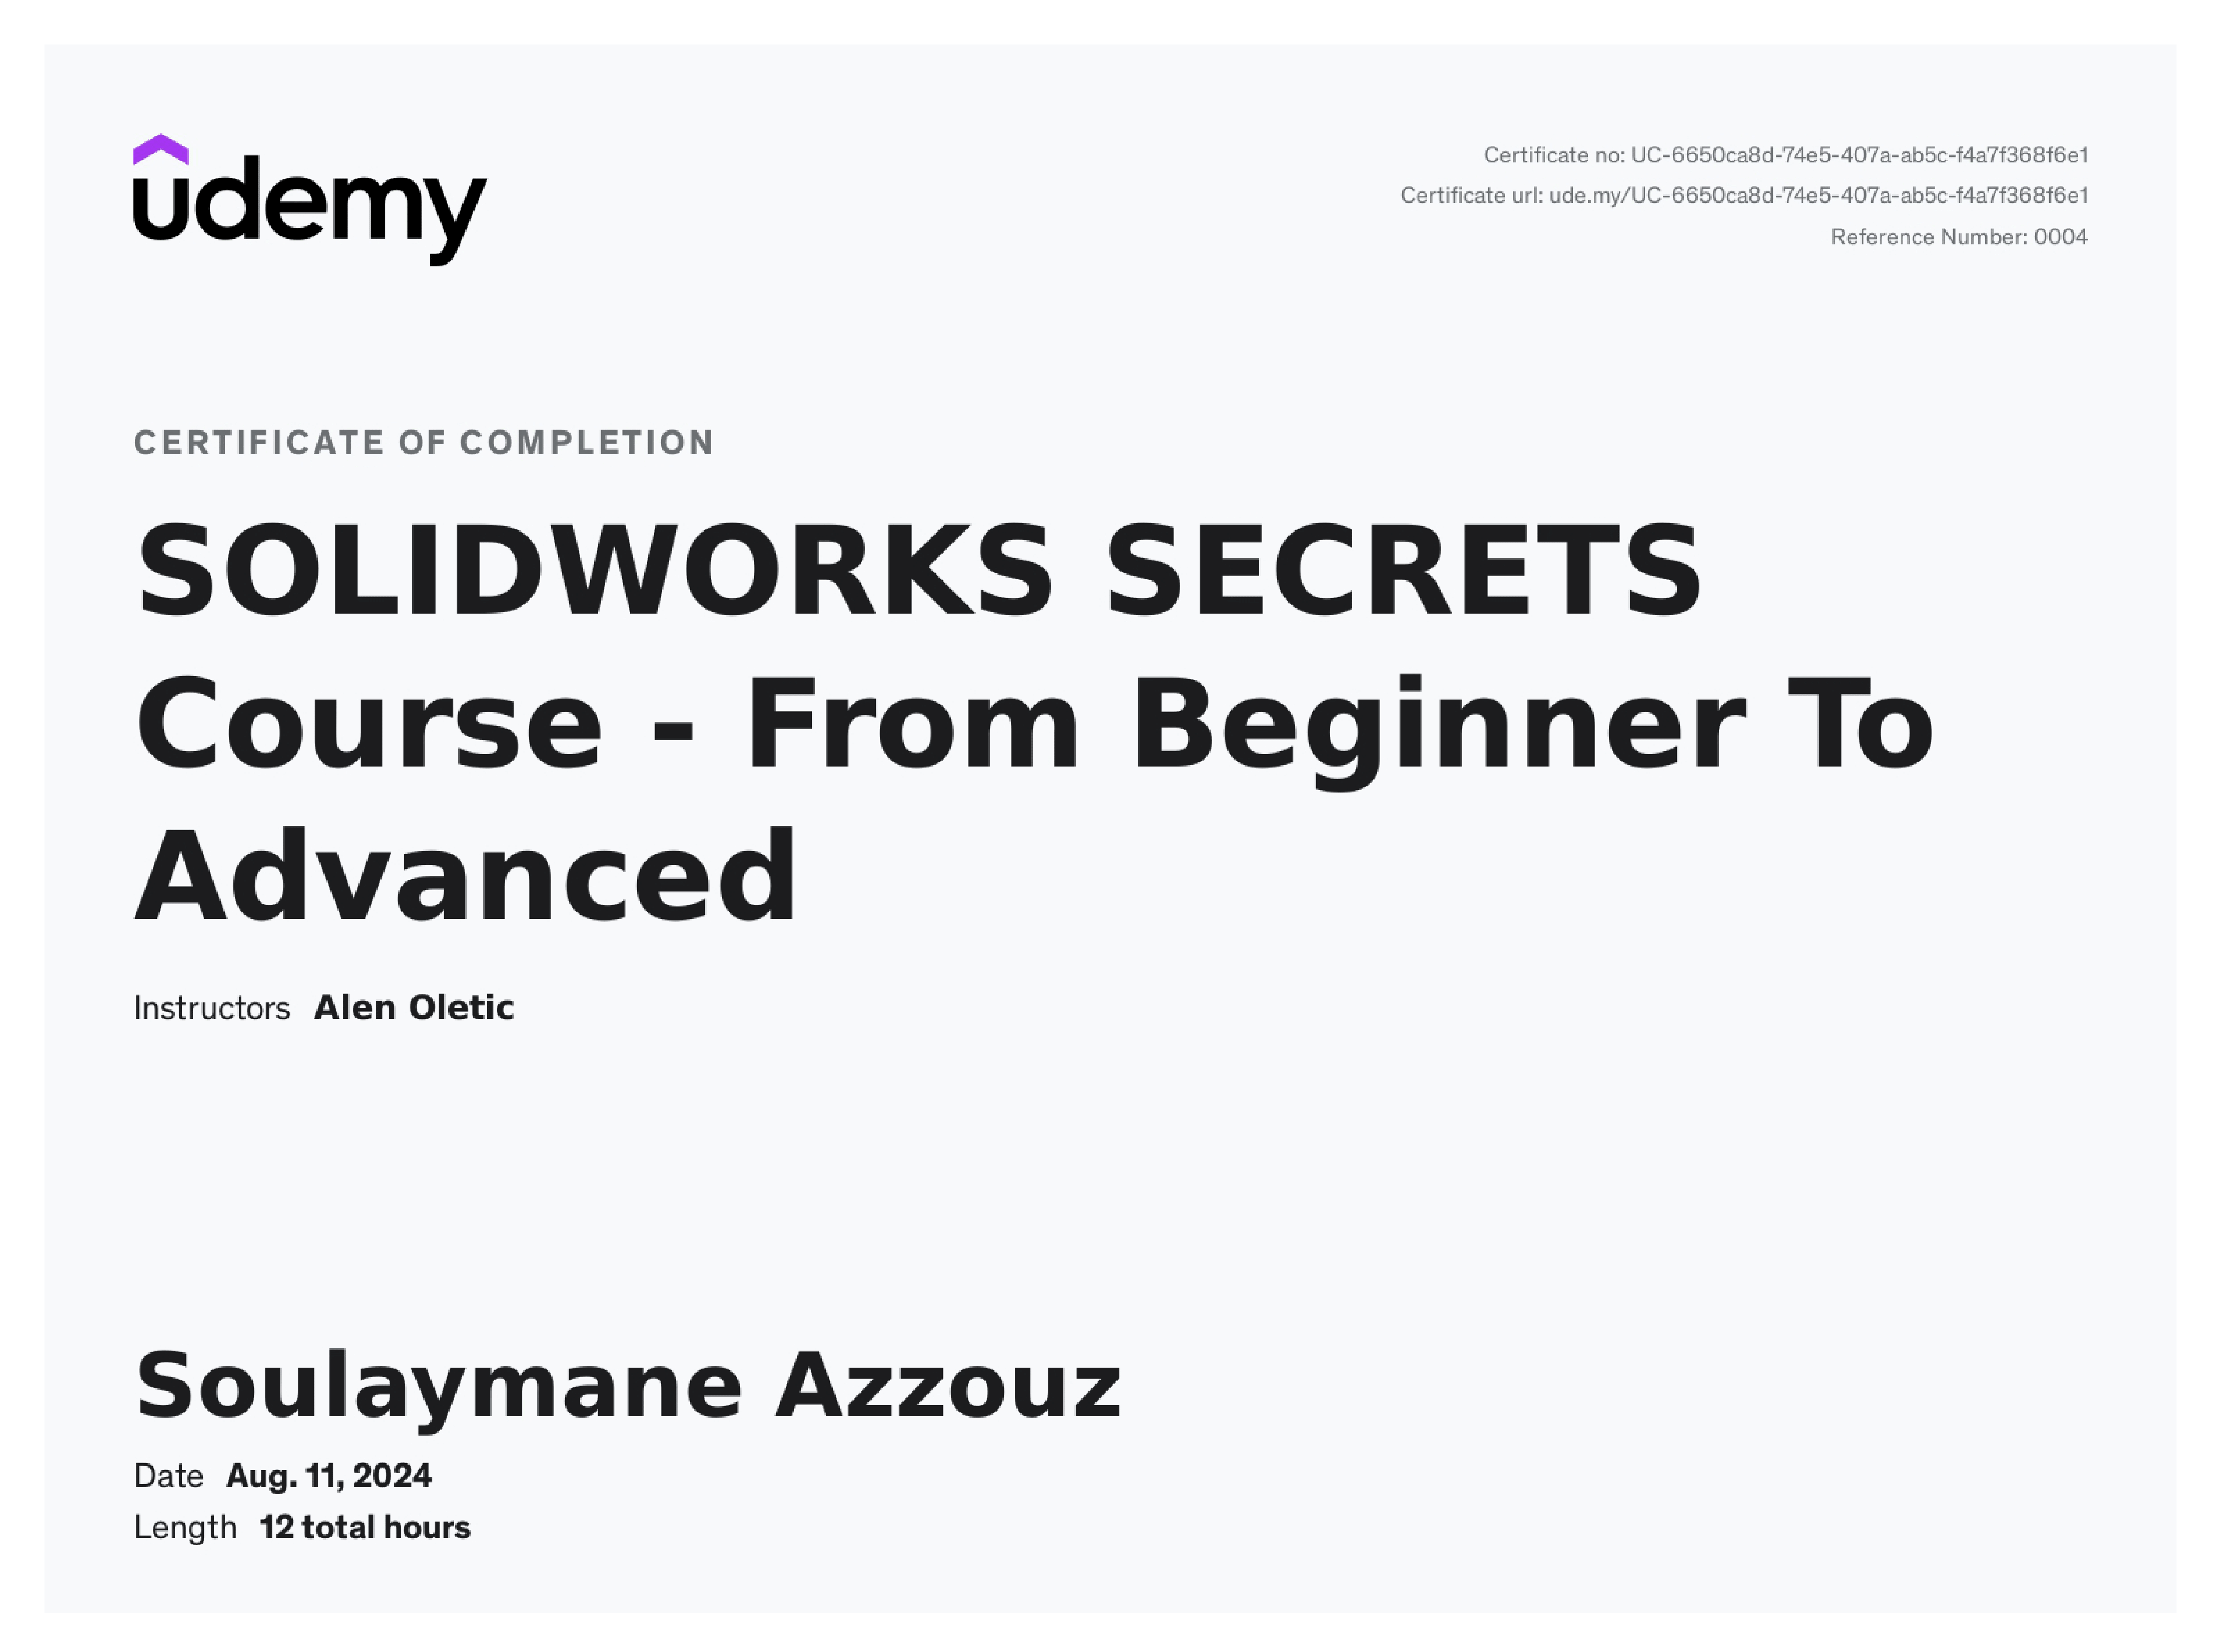 udemy
Certificate no: UC-6650ca8d-74e5-407a-ab5c-f4a7f368f6e1
Certificate url: ude.my/UC-6650ca8d-74e5-407a-ab5c-f4a7f368f6e1
Reference Number: 0004
CERTIFICATE OF COMPLETION
SOLIDWORKS SECRETS
Course - From Beginner To
Advanced
Instructors Alen Oletic
Soulaymane Azzouz
Date Aug. 11, 2024
Length 12 total hours